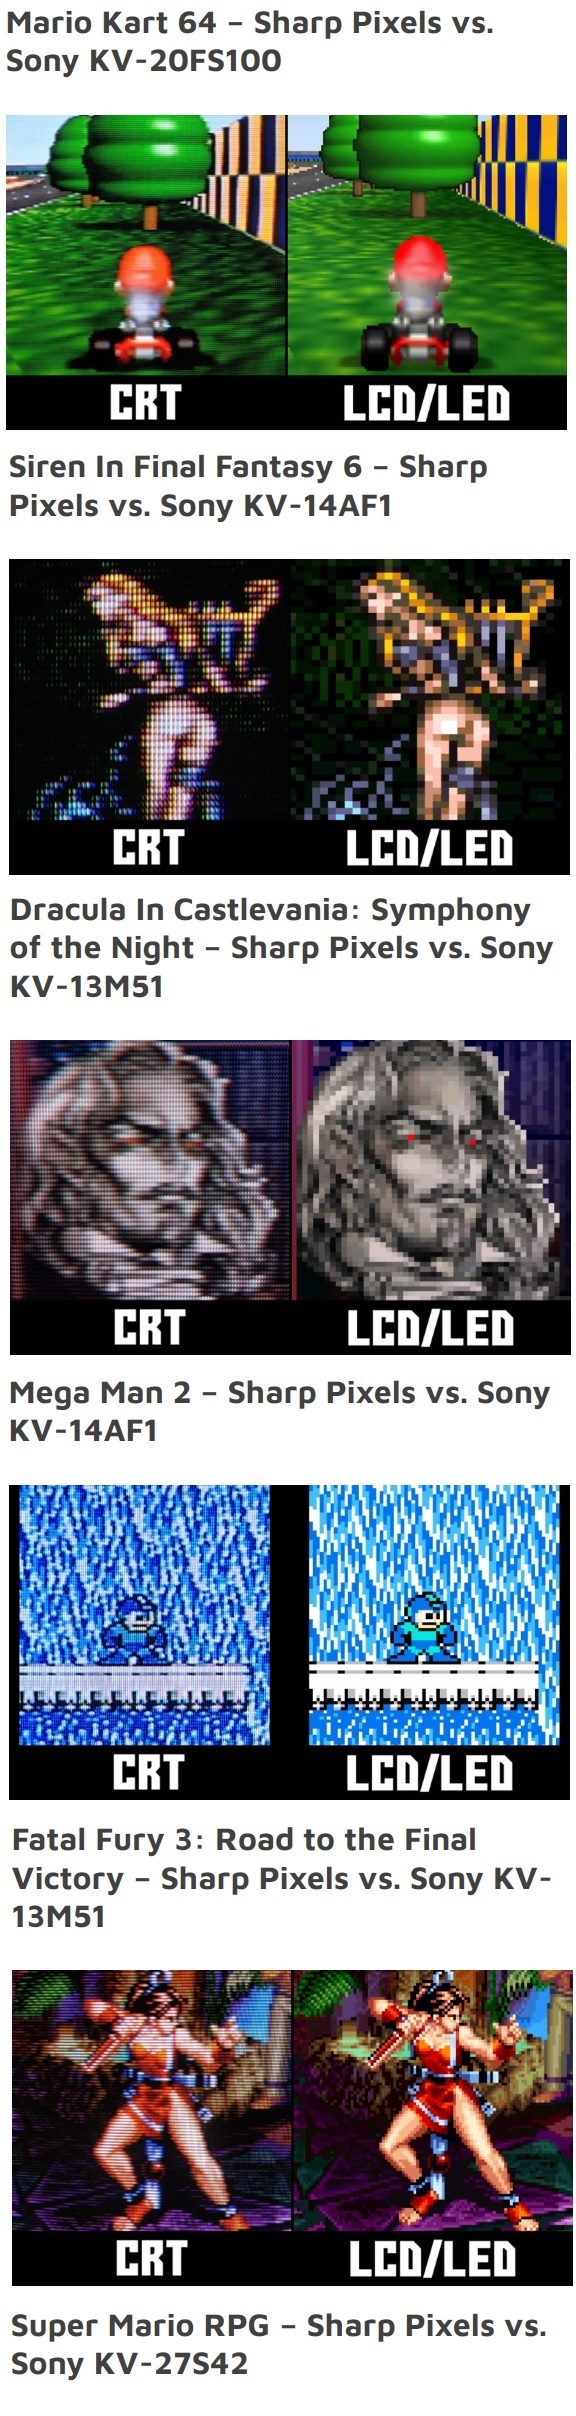 Mario Kart 64 – Sharp Pixels vs.
Sony KV-20FS100
CRT
LCD/LED
Siren In Final Fantasy 6 – Sharp
Pixels vs. Sony KV-14AF1
CRT
LCD/LED
Dracula In Castlevania: Symphony
of the Night – Sharp Pixels vs. Sony
KV-13M51
CRT
LCD/LED
Mega Man 2 – Sharp Pixels vs. Sony
KV-14AF1
CRT
LCD/LED
Fatal Fury 3: Road to the Final
Victory – Sharp Pixels vs. Sony KV-
13M51
CRT
LCD/LED
Super Mario RPG – Sharp Pixels vs.
Sony KV-27S42